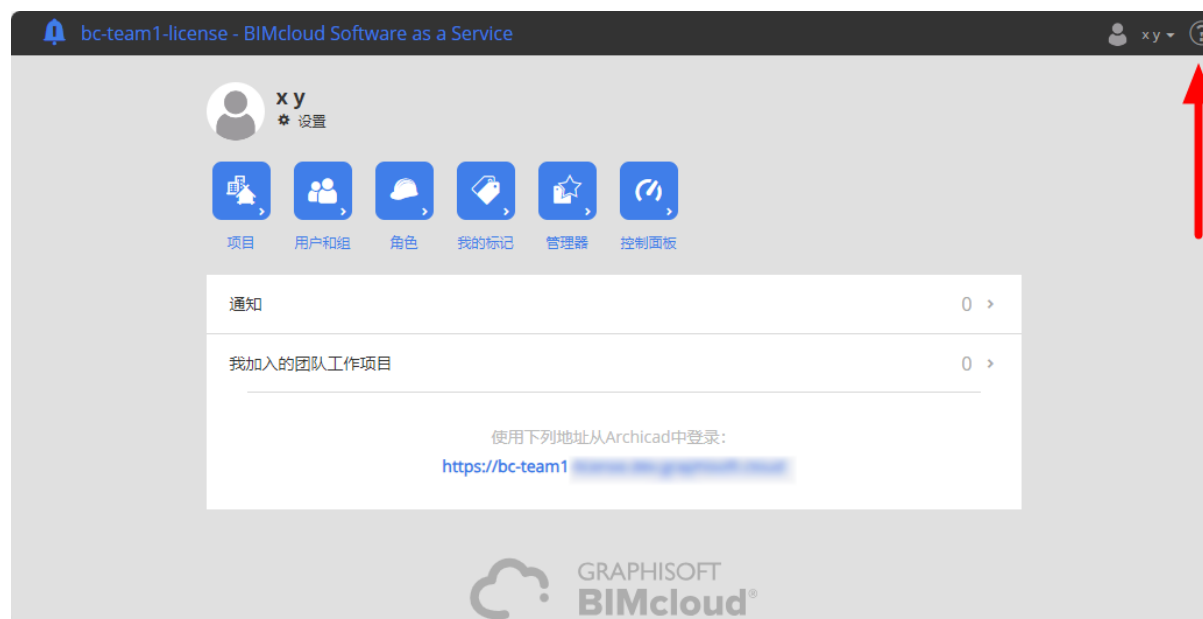 bc-team1-license - BIMcloud Software as a Service
x y
x y
设置
项目 用户和组 角色 我的标记 管理器 控制面板
通知 0
我加入的团队工作项目 0
使用下列地址从Archicad中登录：
https://bc-team1
GRAPHISOFT
BIMcloud®